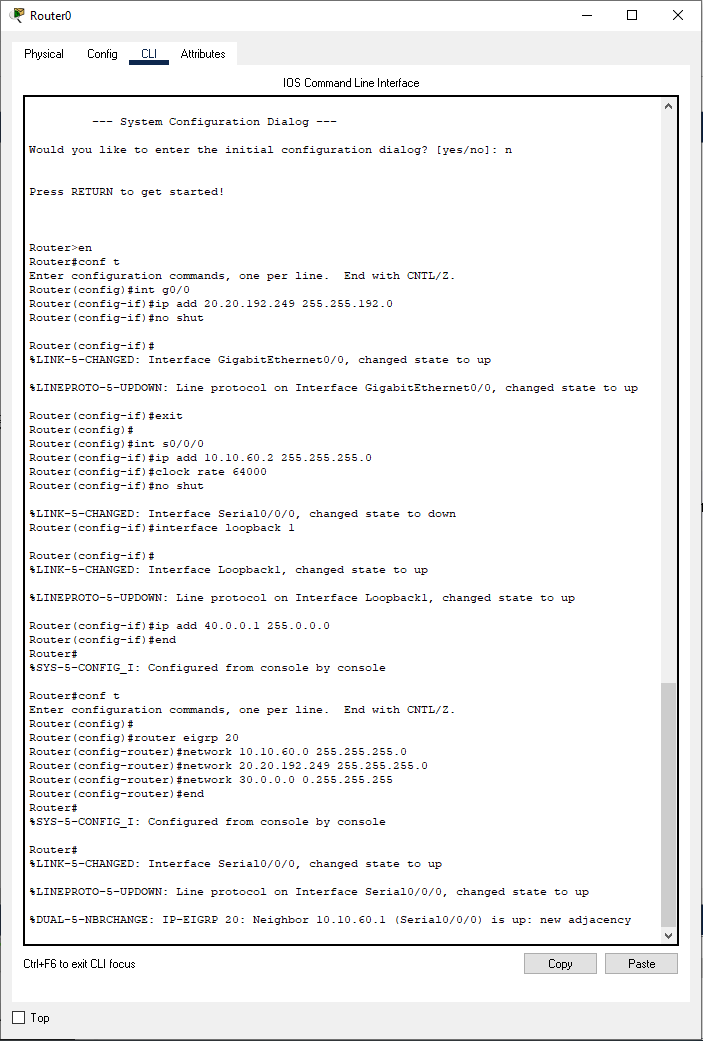 Router0
Physical Config CLI Attributes
IOS Command Line Interface
--- System Configuration Dialog ---
Would you like to enter the initial configuration dialog? [yes/no]: n
Press RETURN to get started!
Router>en
Router#conf t
Enter configuration commands, one per line.  End with CNTL/Z.
Router(config)#int g0/0
Router(config-if)#ip add 20.20.192.249 255.255.192.0
Router(config-if)#no shut
Router(config-if)#
%LINK-5-CHANGED: Interface GigabitEthernet0/0, changed state to up
%LINEPROTO-5-UPDOWN: Line protocol on Interface GigabitEthernet0/0, changed state to up
Router(config-if)#exit
Router(config)#
Router(config)#int s0/0/0
Router(config-if)#ip add 10.10.60.2 255.255.255.0
Router(config-if)#clock rate 64000
Router(config-if)#no shut
%LINK-5-CHANGED: Interface Serial0/0/0, changed state to down
Router(config-if)#interface loopback 1
Router(config-if)#
%LINK-5-CHANGED: Interface Loopback1, changed state to up
%LINEPROTO-5-UPDOWN: Line protocol on Interface Loopback1, changed state to up
Router(config-if)#ip add 40.0.0.1 255.0.0.0
Router(config-if)#end
Router#
%SYS-5-CONFIG_I: Configured from console by console
Router#conf t
Enter configuration commands, one per line.  End with CNTL/Z.
Router(config)#
Router(config)#router eigrp 20
Router(config-router)#network 10.10.60.0 255.255.255.0
Router(config-router)#network 20.20.192.249 255.255.255.0
Router(config-router)#network 30.0.0.0 0.255.255.255
Router(config-router)#end
Router#
%SYS-5-CONFIG_I: Configured from console by console
Router#
%LINK-5-CHANGED: Interface Serial0/0/0, changed state to up
%LINEPROTO-5-UPDOWN: Line protocol on Interface Serial0/0/0, changed state to up
%DUAL-5-NBRCHANGE: IP-EIGRP 20: Neighbor 10.10.60.1 (Serial0/0/0) is up: new adjacency
Ctrl+F6 to exit CLI focus
Copy Paste
Top